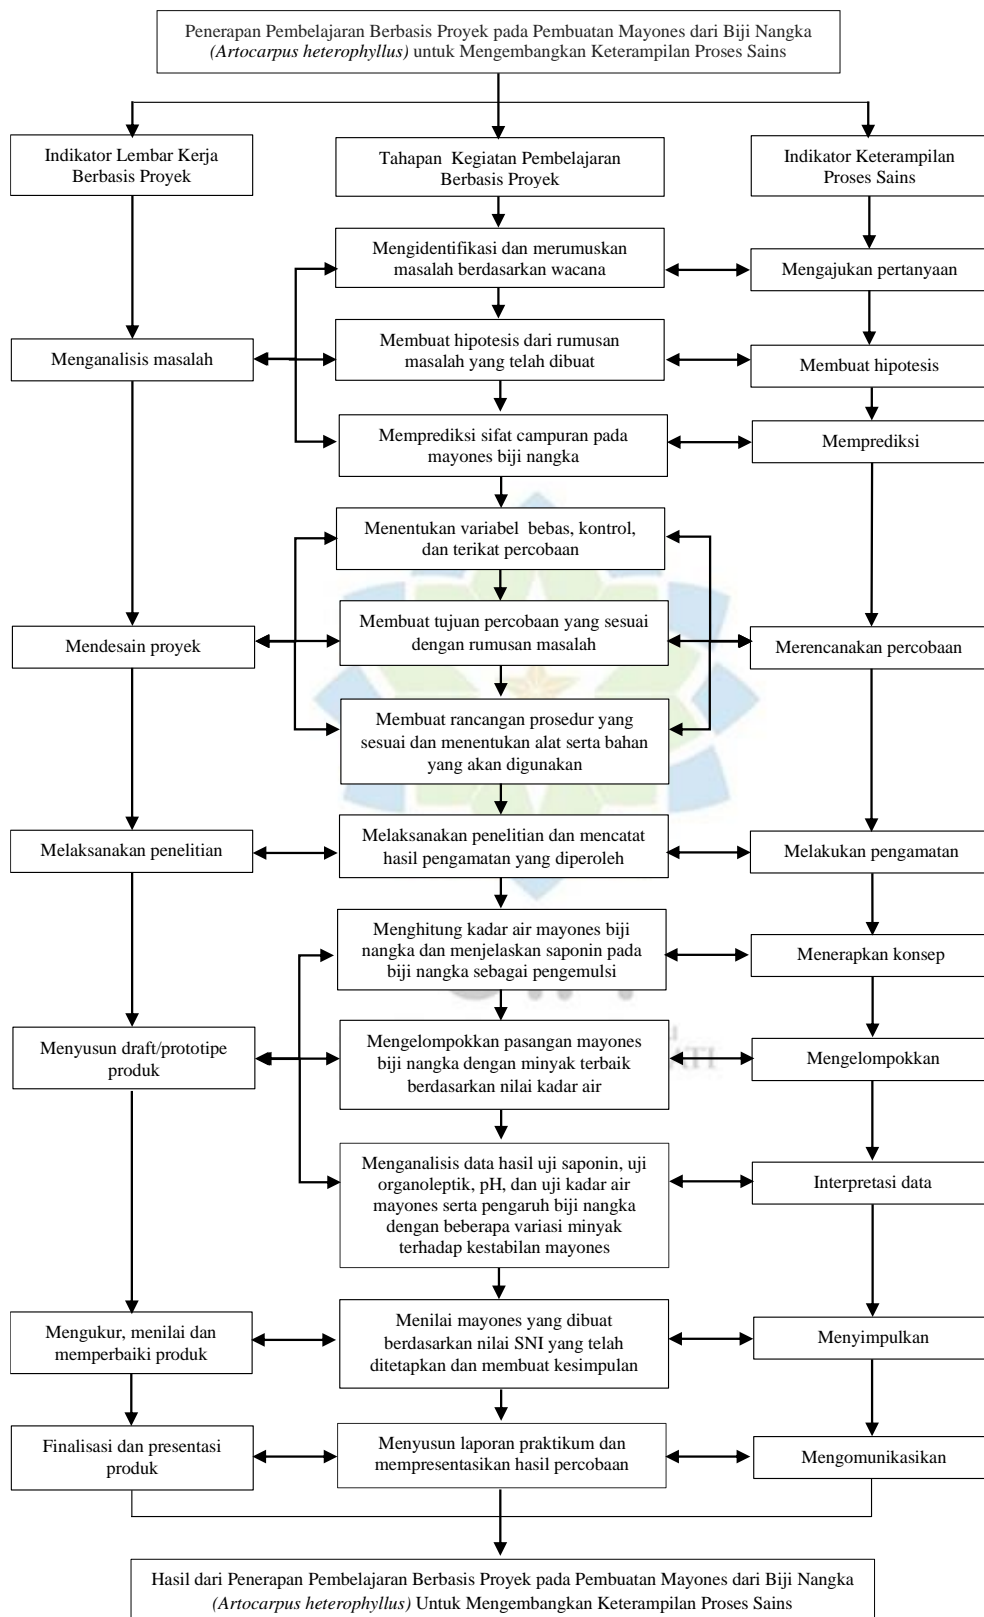 Penerapan Pembelajaran Berbasis Proyek pada Pembuatan Mayones dari Biji Nangka
(Artocarpus heterophyllus) untuk Mengembangkan Keterampilan Proses Sains
Indikator Lembar Kerja
Berbasis Proyek
Tahapan Kegiatan Pembelajaran
Berbasis Proyek
Indikator Keterampilan
Proses Sains
Mengidentifikasi dan merumuskan
masalah berdasarkan wacana
Mengajukan pertanyaan
Menganalisis masalah
Membuat hipotesis dari rumusan
masalah yang telah dibuat
Membuat hipotesis
Memprediksi sifat campuran pada
mayones biji nangka
Memprediksi
Menentukan variabel bebas, kontrol,
dan terikat percobaan
Mendesain proyek
Membuat tujuan percobaan yang sesuai
dengan rumusan masalah
Merencanakan percobaan
Membuat rancangan prosedur yang
sesuai dan menentukan alat serta bahan
yang akan digunakan
Melaksanakan penelitian
Melaksanakan penelitian dan mencatat
hasil pengamatan yang diperoleh
Melakukan pengamatan
Menghitung kadar air mayones biji
nangka dan menjelaskan saponin pada
biji nangka sebagai pengemulsi
Menerapkan konsep
Menyusun draft/prototipe
produk
Mengelompokkan pasangan mayones
biji nangka dengan minyak terbaik
berdasarkan nilai kadar air
Mengelompokkan
Menganalisis data hasil uji saponin, uji
organoleptik, pH, dan uji kadar air
mayones serta pengaruh biji nangka
dengan beberapa variasi minyak
terhadap kestabilan mayones
Interpretasi data
Mengukur, menilai dan
memperbaiki produk
Menilai mayones yang dibuat
berdasarkan nilai SNI yang telah
ditetapkan dan membuat kesimpulan
Menyimpulkan
Finalisasi dan presentasi
produk
Menyusun laporan praktikum dan
mempresentasikan hasil percobaan
Mengomunikasikan
Hasil dari Penerapan Pembelajaran Berbasis Proyek pada Pembuatan Mayones dari Biji Nangka
(Artocarpus heterophyllus) Untuk Mengembangkan Keterampilan Proses Sains